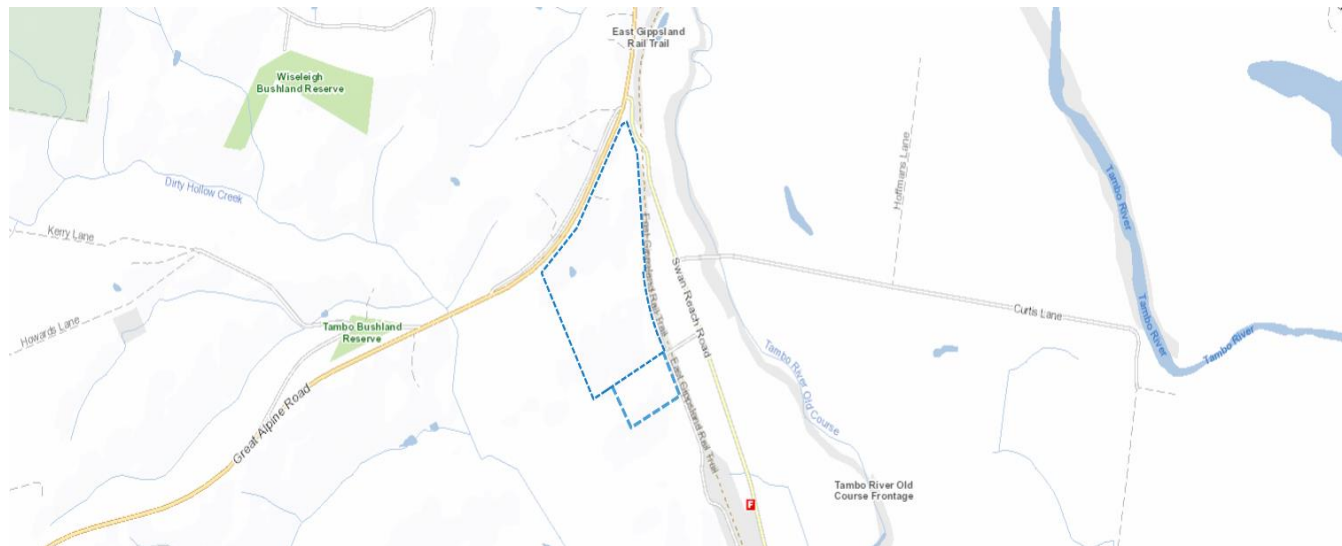 East Gippsland
Rail Trail
Wiseleigh
Bushland Reserve
Dirty Hollow Creek
Kerry Lane
Howards Lane
Tambo Bushland
Reserve
Great Alpine Road
East Gippsland Rail Trail
Swan Reach Road
East Gippsland Rail Trail
Hoffmans Lane
Tambo River
Curtis Lane
Tambo River
Tambo River
Tambo River Old Course
Tambo River Old
Course Frontage
F